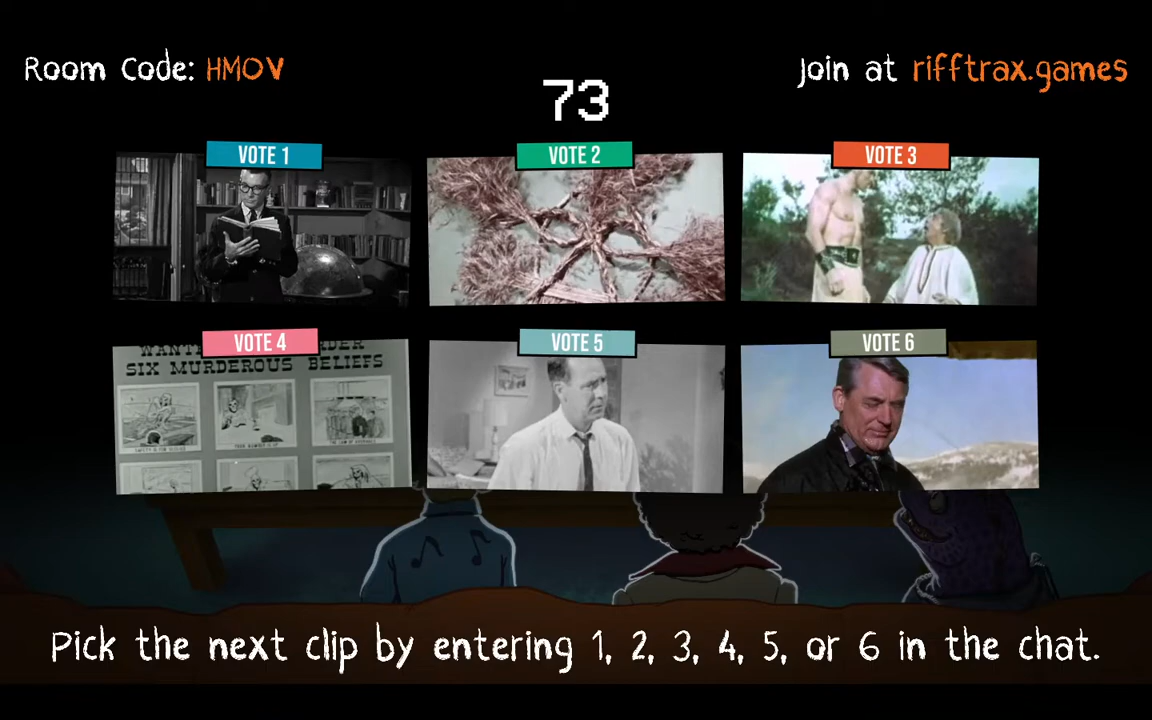 Room Code: HMOV
Join at rifftrax.games
73
VOTE 1
VOTE 2
VOTE 3
VOTE 4
VOTE 5
VOTE 6
SIX MURDEROUS BELIEFS
Pick the next clip by entering 1, 2, 3, 4, 5, or 6 in the chat.